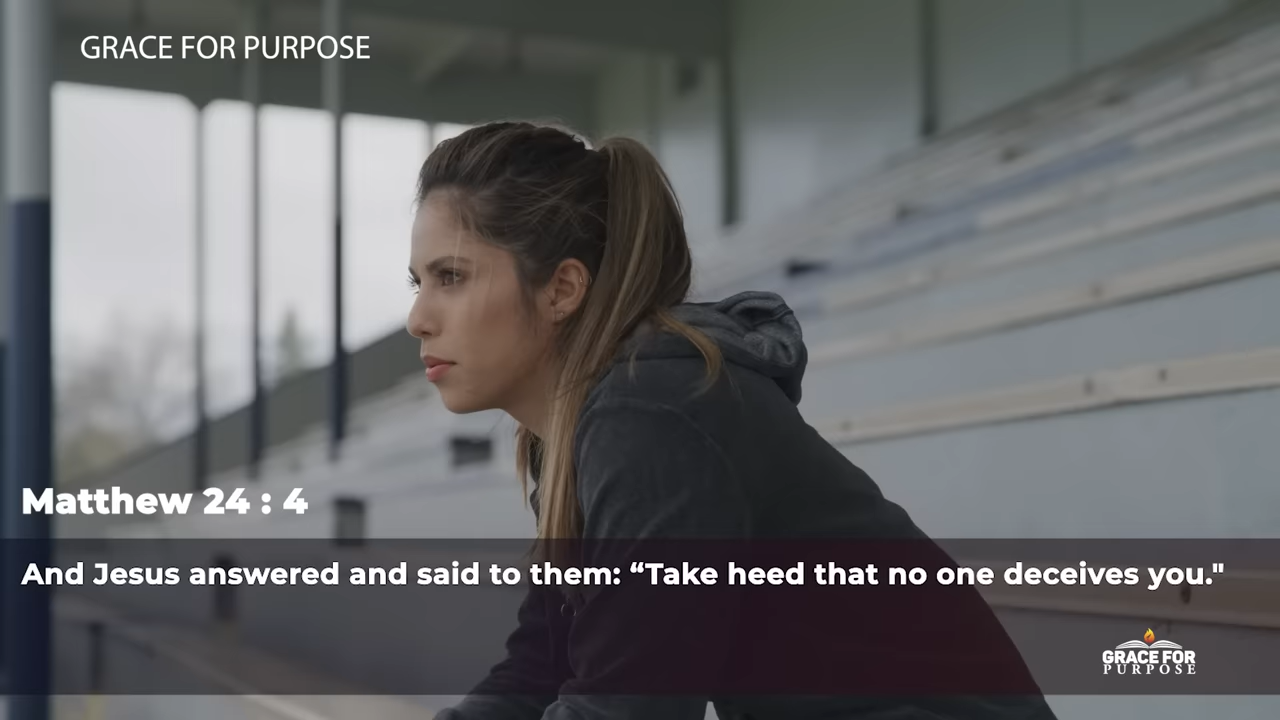 GRACE FOR PURPOSE
Matthew 24 : 4
And Jesus answered and said to them: “Take heed that no one deceives you."
GRACE FOR
PURPOSE